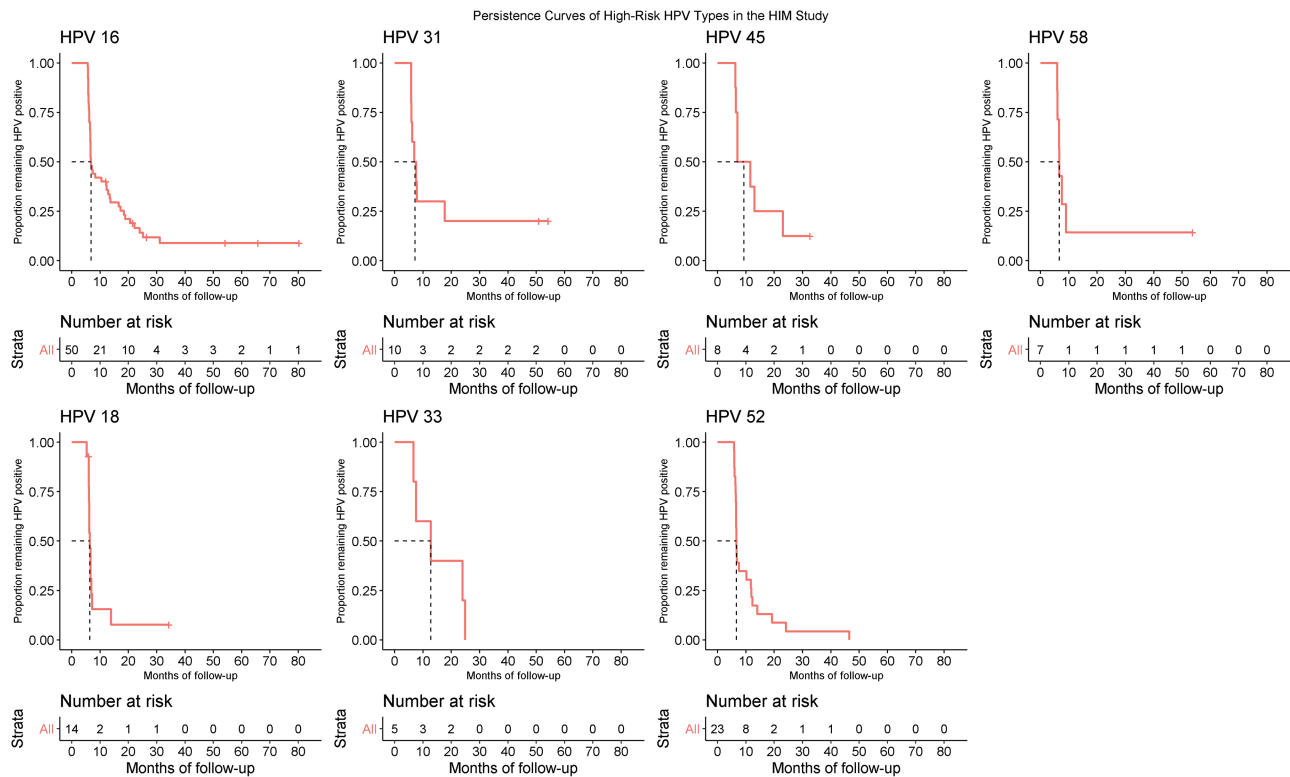 Persistence Curves of High-Risk HPV Types in the HIM Study
HPV 16
Proportion remaining HPV positive
1.00
0.75
0.50
0.25
0.00
0 10 20 30 40 50 60 70 80
Months of follow-up
Number at risk
Strata
All 50 21 10 4 3 3 2 1 1
0 10 20 30 40 50 60 70 80
Months of follow-up
HPV 31
Proportion remaining HPV positive
1.00
0.75
0.50
0.25
0.00
0 10 20 30 40 50 60 70 80
Months of follow-up
Number at risk
Strata
All 10 3 2 2 2 2 0 0 0
0 10 20 30 40 50 60 70 80
Months of follow-up
HPV 45
Proportion remaining HPV positive
1.00
0.75
0.50
0.25
0.00
0 10 20 30 40 50 60 70 80
Months of follow-up
Number at risk
Strata
All 8 4 2 1 0 0 0 0 0
0 10 20 30 40 50 60 70 80
Months of follow-up
HPV 58
Proportion remaining HPV positive
1.00
0.75
0.50
0.25
0.00
0 10 20 30 40 50 60 70 80
Months of follow-up
Number at risk
Strata
All 7 1 1 1 1 1 0 0 0
0 10 20 30 40 50 60 70 80
Months of follow-up
HPV 18
Proportion remaining HPV positive
1.00
0.75
0.50
0.25
0.00
0 10 20 30 40 50 60 70 80
Months of follow-up
Number at risk
Strata
All 14 2 1 1 0 0 0 0 0
0 10 20 30 40 50 60 70 80
Months of follow-up
HPV 33
Proportion remaining HPV positive
1.00
0.75
0.50
0.25
0.00
0 10 20 30 40 50 60 70 80
Months of follow-up
Number at risk
Strata
All 5 3 2 0 0 0 0 0 0
0 10 20 30 40 50 60 70 80
Months of follow-up
HPV 52
Proportion remaining HPV positive
1.00
0.75
0.50
0.25
0.00
0 10 20 30 40 50 60 70 80
Months of follow-up
Number at risk
Strata
All 23 8 2 1 1 0 0 0 0
0 10 20 30 40 50 60 70 80
Months of follow-up